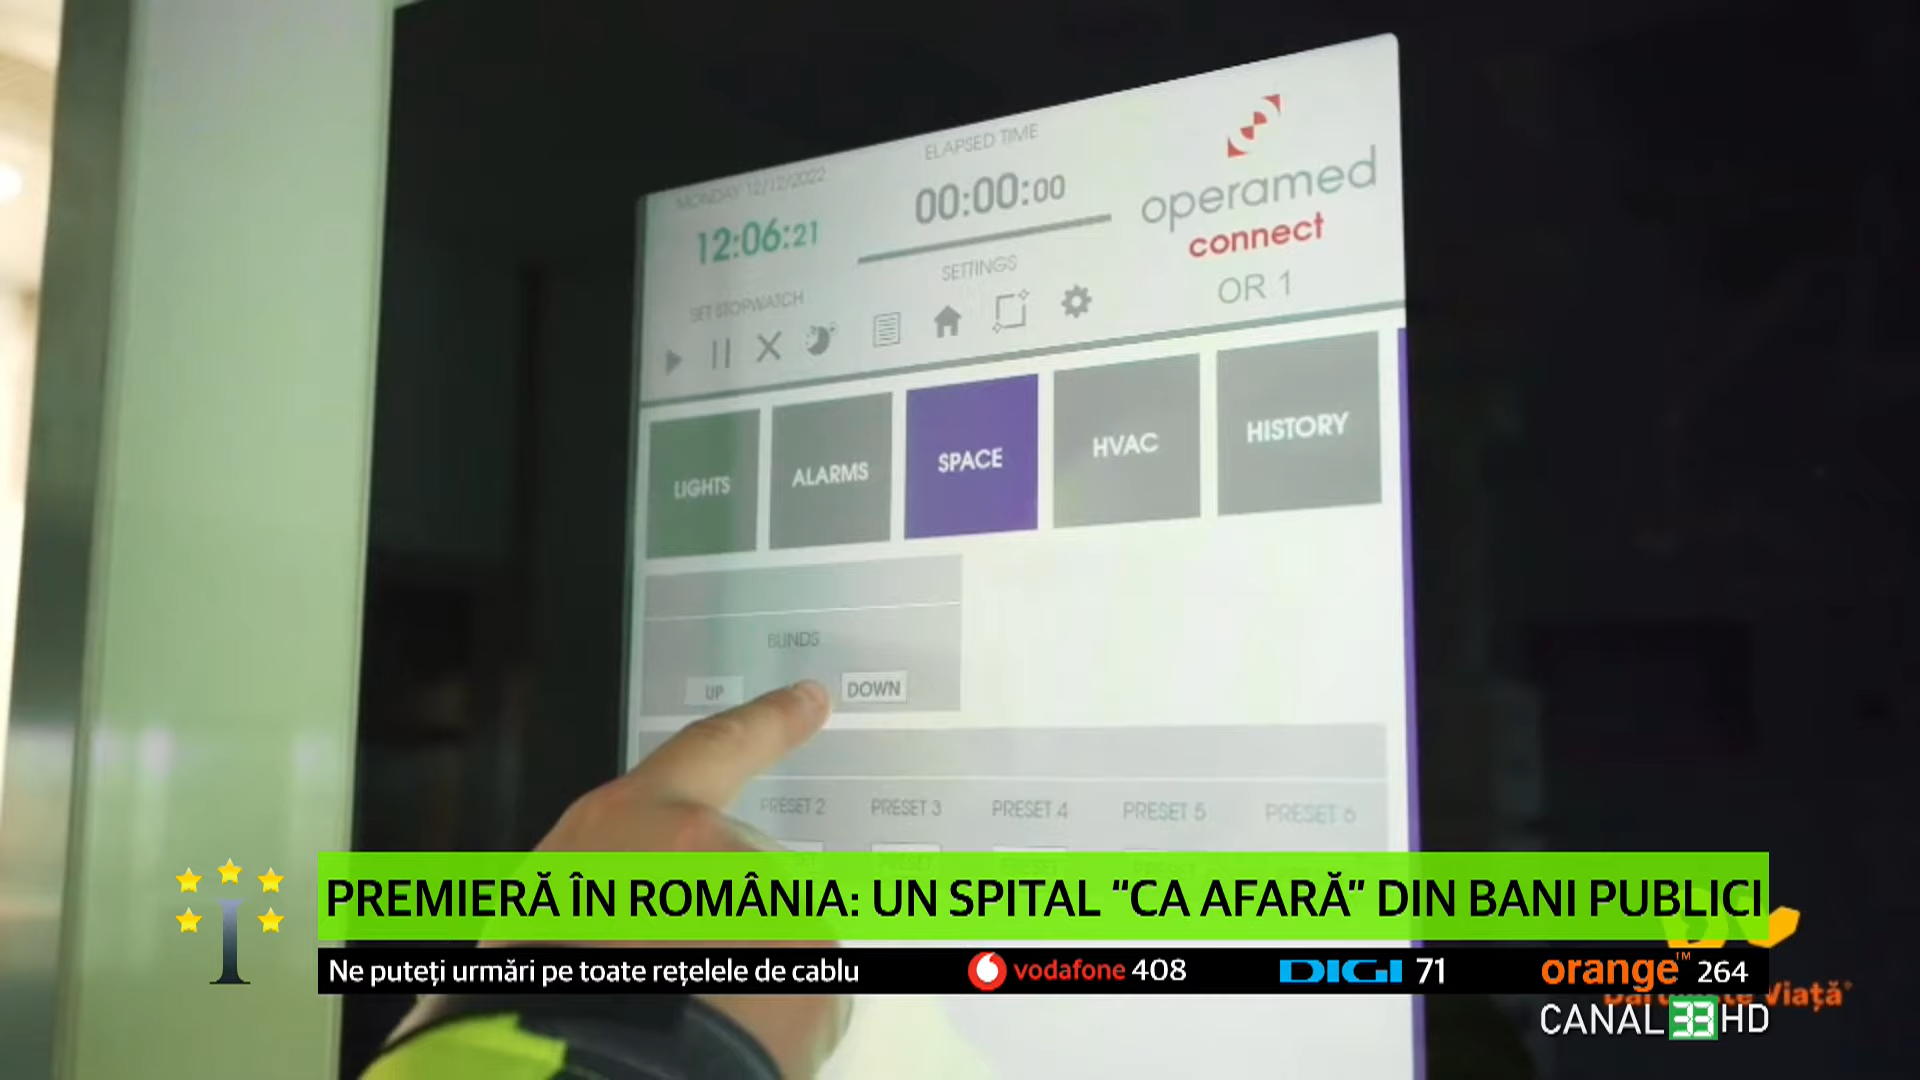 MONDAY 12/12/2022
12:06:21
ELAPSED TIME
00:00:00
operamed
connect
OR 1
SET STOPWATCH
SETTINGS
LIGHTS
ALARMS
SPACE
HVAC
HISTORY
BLINDS
UP
DOWN
PRESET 2
PRESET 3
PRESET 4
PRESET 5
PRESET 6
PREMIERĂ ÎN ROMÂNIA: UN SPITAL “CA AFARĂ” DIN BANI PUBLICI
Ne puteți urmări pe toate rețelele de cablu
vodafone 408
DIGI 71
orange™ 264
Viață
CANAL 33 HD